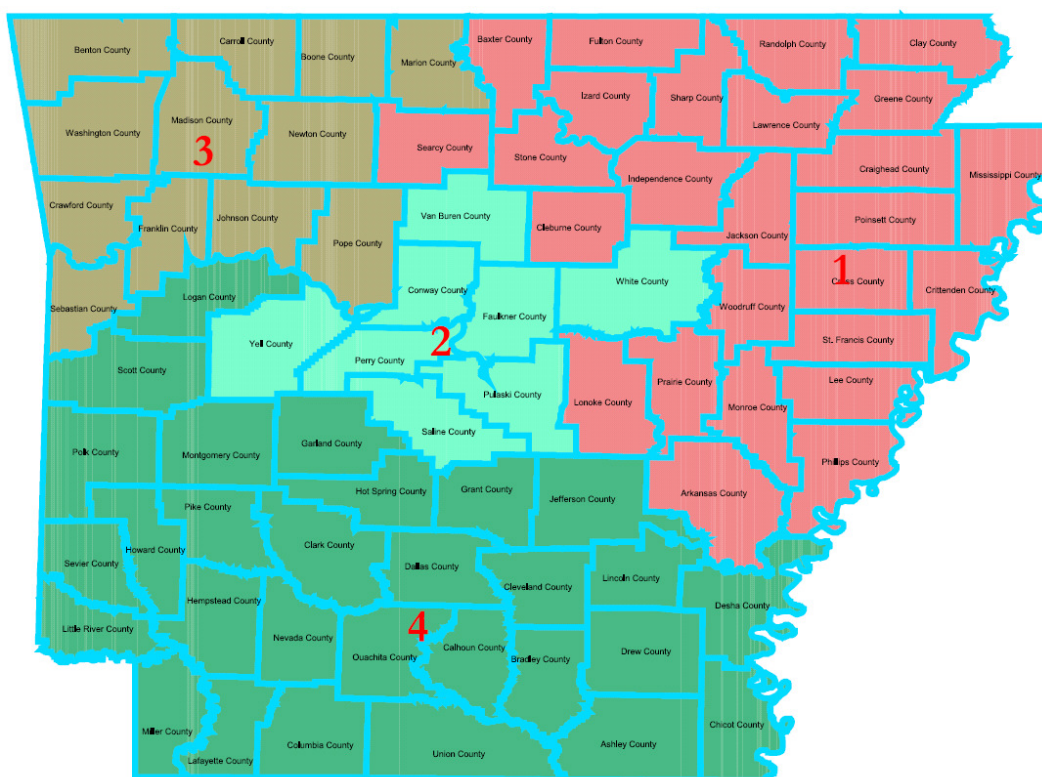 Benton County
Carroll County
Boone County
Marion County
Baxter County
Fulton County
Randolph County
Clay County
Izard County
Sharp County
Greene County
Washington County
Madison County
Newton County
Lawrence County
3
Searcy County
Stone County
Independence County
Craighead County
Mississippi County
Crawford County
Franklin County
Johnson County
Pope County
Van Buren County
Cleburne County
Jackson County
Poinsett County
Logan County
Conway County
White County
1
Cross County
Crittenden County
Sebastian County
Faulkner County
Woodruff County
Yell County
2
Perry County
St. Francis County
Scott County
Pulaski County
Lonoke County
Prairie County
Monroe County
Lee County
Saline County
Garland County
Polk County
Montgomery County
Phillips County
Hot Spring County
Grant County
Jefferson County
Arkansas County
Pike County
Clark County
Howard County
Sevier County
Dallas County
Cleveland County
Lincoln County
Hempstead County
Desha County
Little River County
4
Nevada County
Ouachita County
Calhoun County
Bradley County
Drew County
Miller County
Lafayette County
Columbia County
Union County
Ashley County
Chicot County